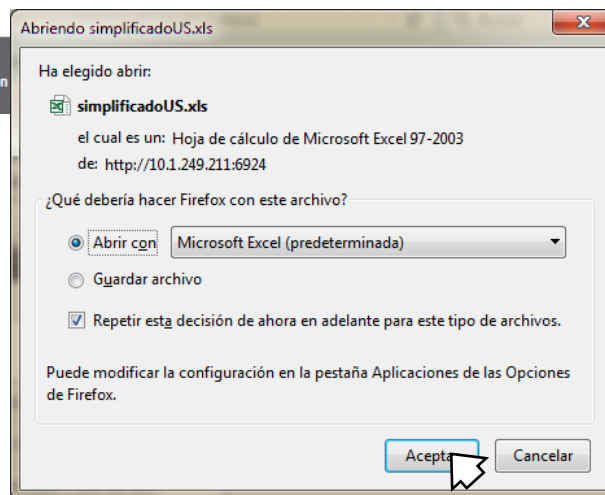 Abriendo simplificadoUS.xls
Ha elegido abrir:
simplificadoUS.xls
el cual es un: Hoja de cálculo de Microsoft Excel 97-2003
de: http://10.1.249.211:6924
¿Qué debería hacer Firefox con este archivo?
Abrir con Microsoft Excel (predeterminada)
Guardar archivo
Repetir esta decisión de ahora en adelante para este tipo de archivos.
Puede modificar la configuración en la pestaña Aplicaciones de las Opciones
de Firefox.
Acepta Cancelar